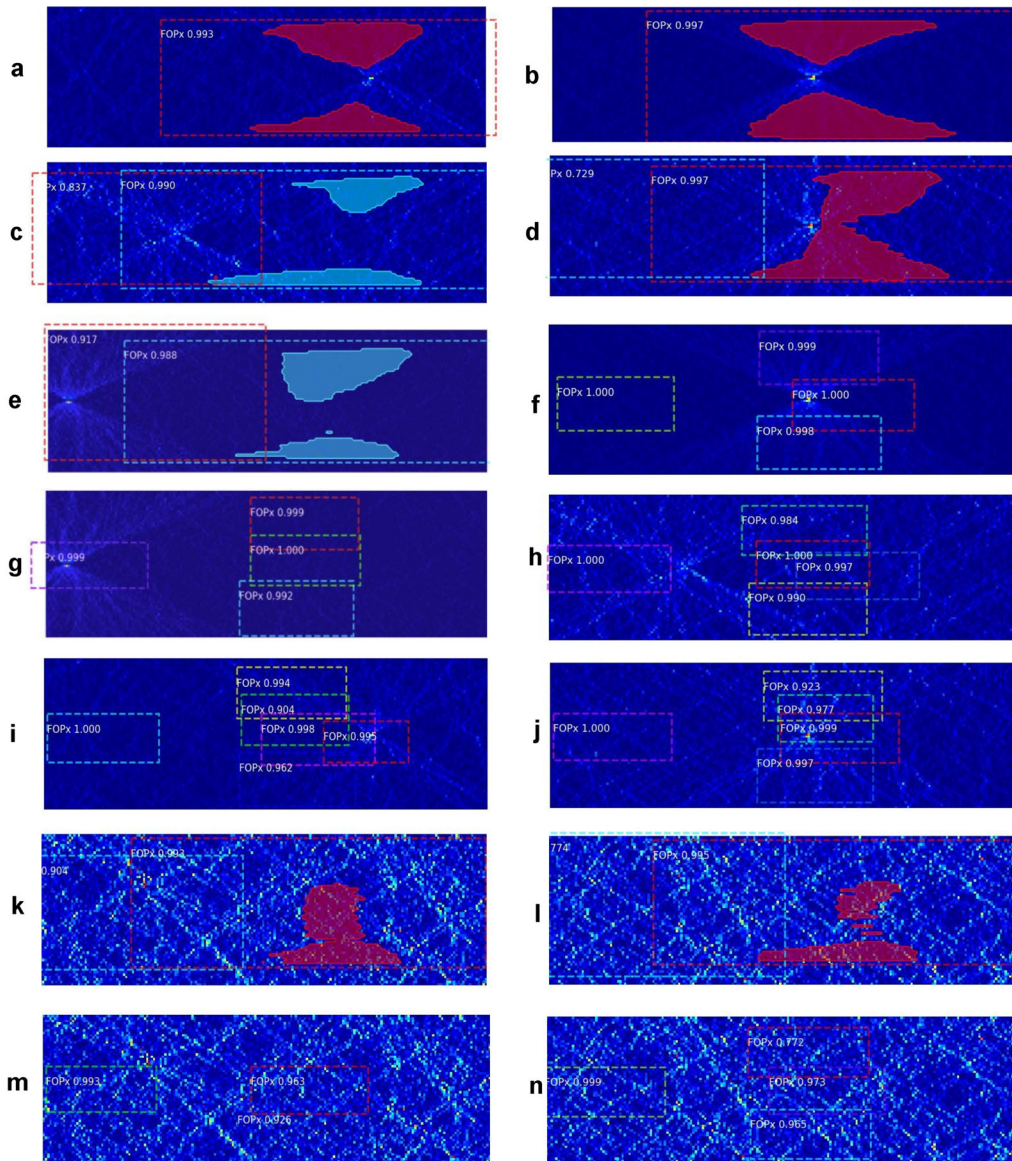 a
FOPx 0.993
b
FOPx 0.997
c
Px 0.837
FOPx 0.990
d
Px 0.729
FOPx 0.997
e
OPx 0.917
FOPx 0.988
f
FOPx 0.999
FOPx 1.000
FOPx 1.000
FOPx 0.998
g
FOPx 0.999
FOPx 1.000
Px 0.999
FOPx 0.992
h
FOPx 0.984
FOPx 1.000
FOPx 1.000
FOPx 0.997
FOPx 0.990
i
FOPx 0.994
FOPx 0.904
FOPx 1.000
FOPx 0.998
FOPx 0.995
FOPx 0.962
j
FOPx 0.923
FOPx 0.977
FOPx 1.000
FOPx 0.999
FOPx 0.997
k
FOPx 0.993
0.904
l
774
FOPx 0.995
m
FOPx 0.993
FOPx 0.963
FOPx 0.926
n
FOPx 0.772
FOPx 0.999
FOPx 0.973
FOPx 0.965